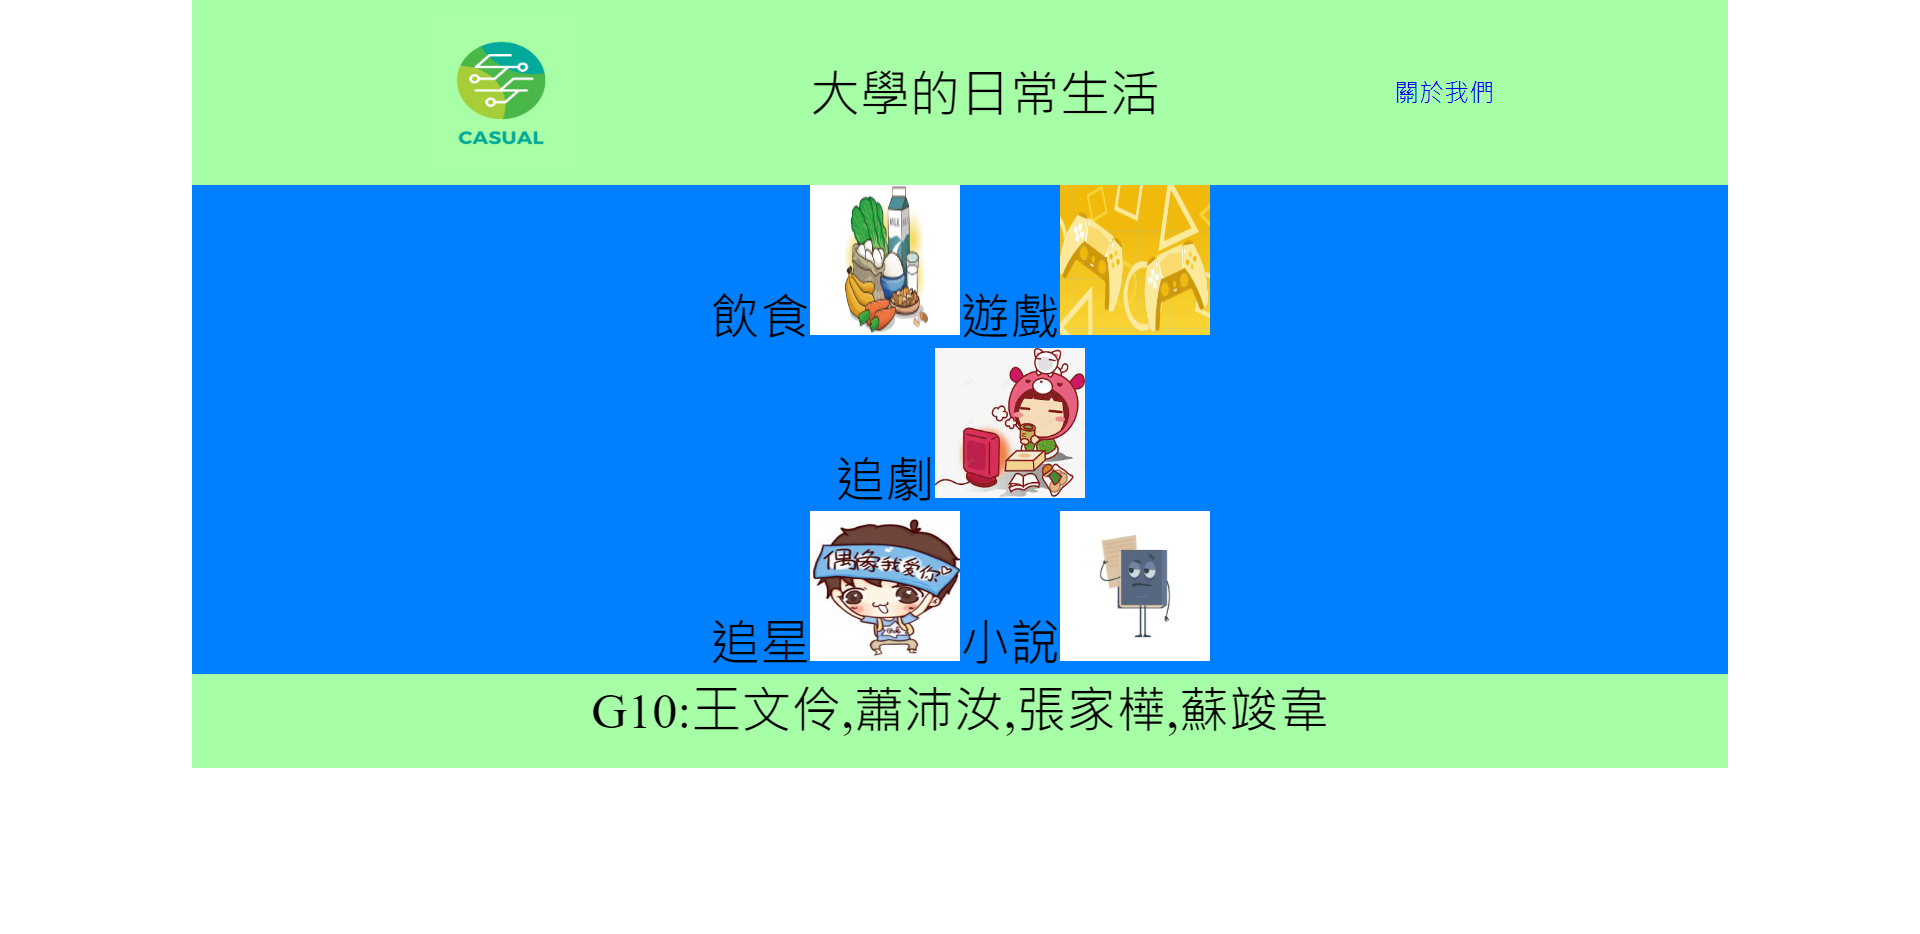 CASUAL
大學的日常生活
關於我們
飲食
遊戲
追劇
偶像我愛你
追星
小說
G10:王文伶,蕭沛汝,張家樺,蘇竣韋